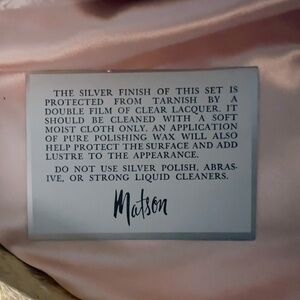 THE SILVER FINISH OF THIS SET IS
PROTECTED FROM TARNISH BY A
DOUBLE FILM OF CLEAR LACQUER. IT
SHOULD BE CLEANED WITH A SOFT
MOIST CLOTH ONLY. AN APPLICATION
OF PURE POLISHING WAX WILL ALSO
HELP PROTECT THE SURFACE AND ADD
LUSTRE TO THE APPEARANCE.
DO NOT USE SILVER POLISH, ABRAS-
IVE, OR STRONG LIQUID CLEANERS.
Matson